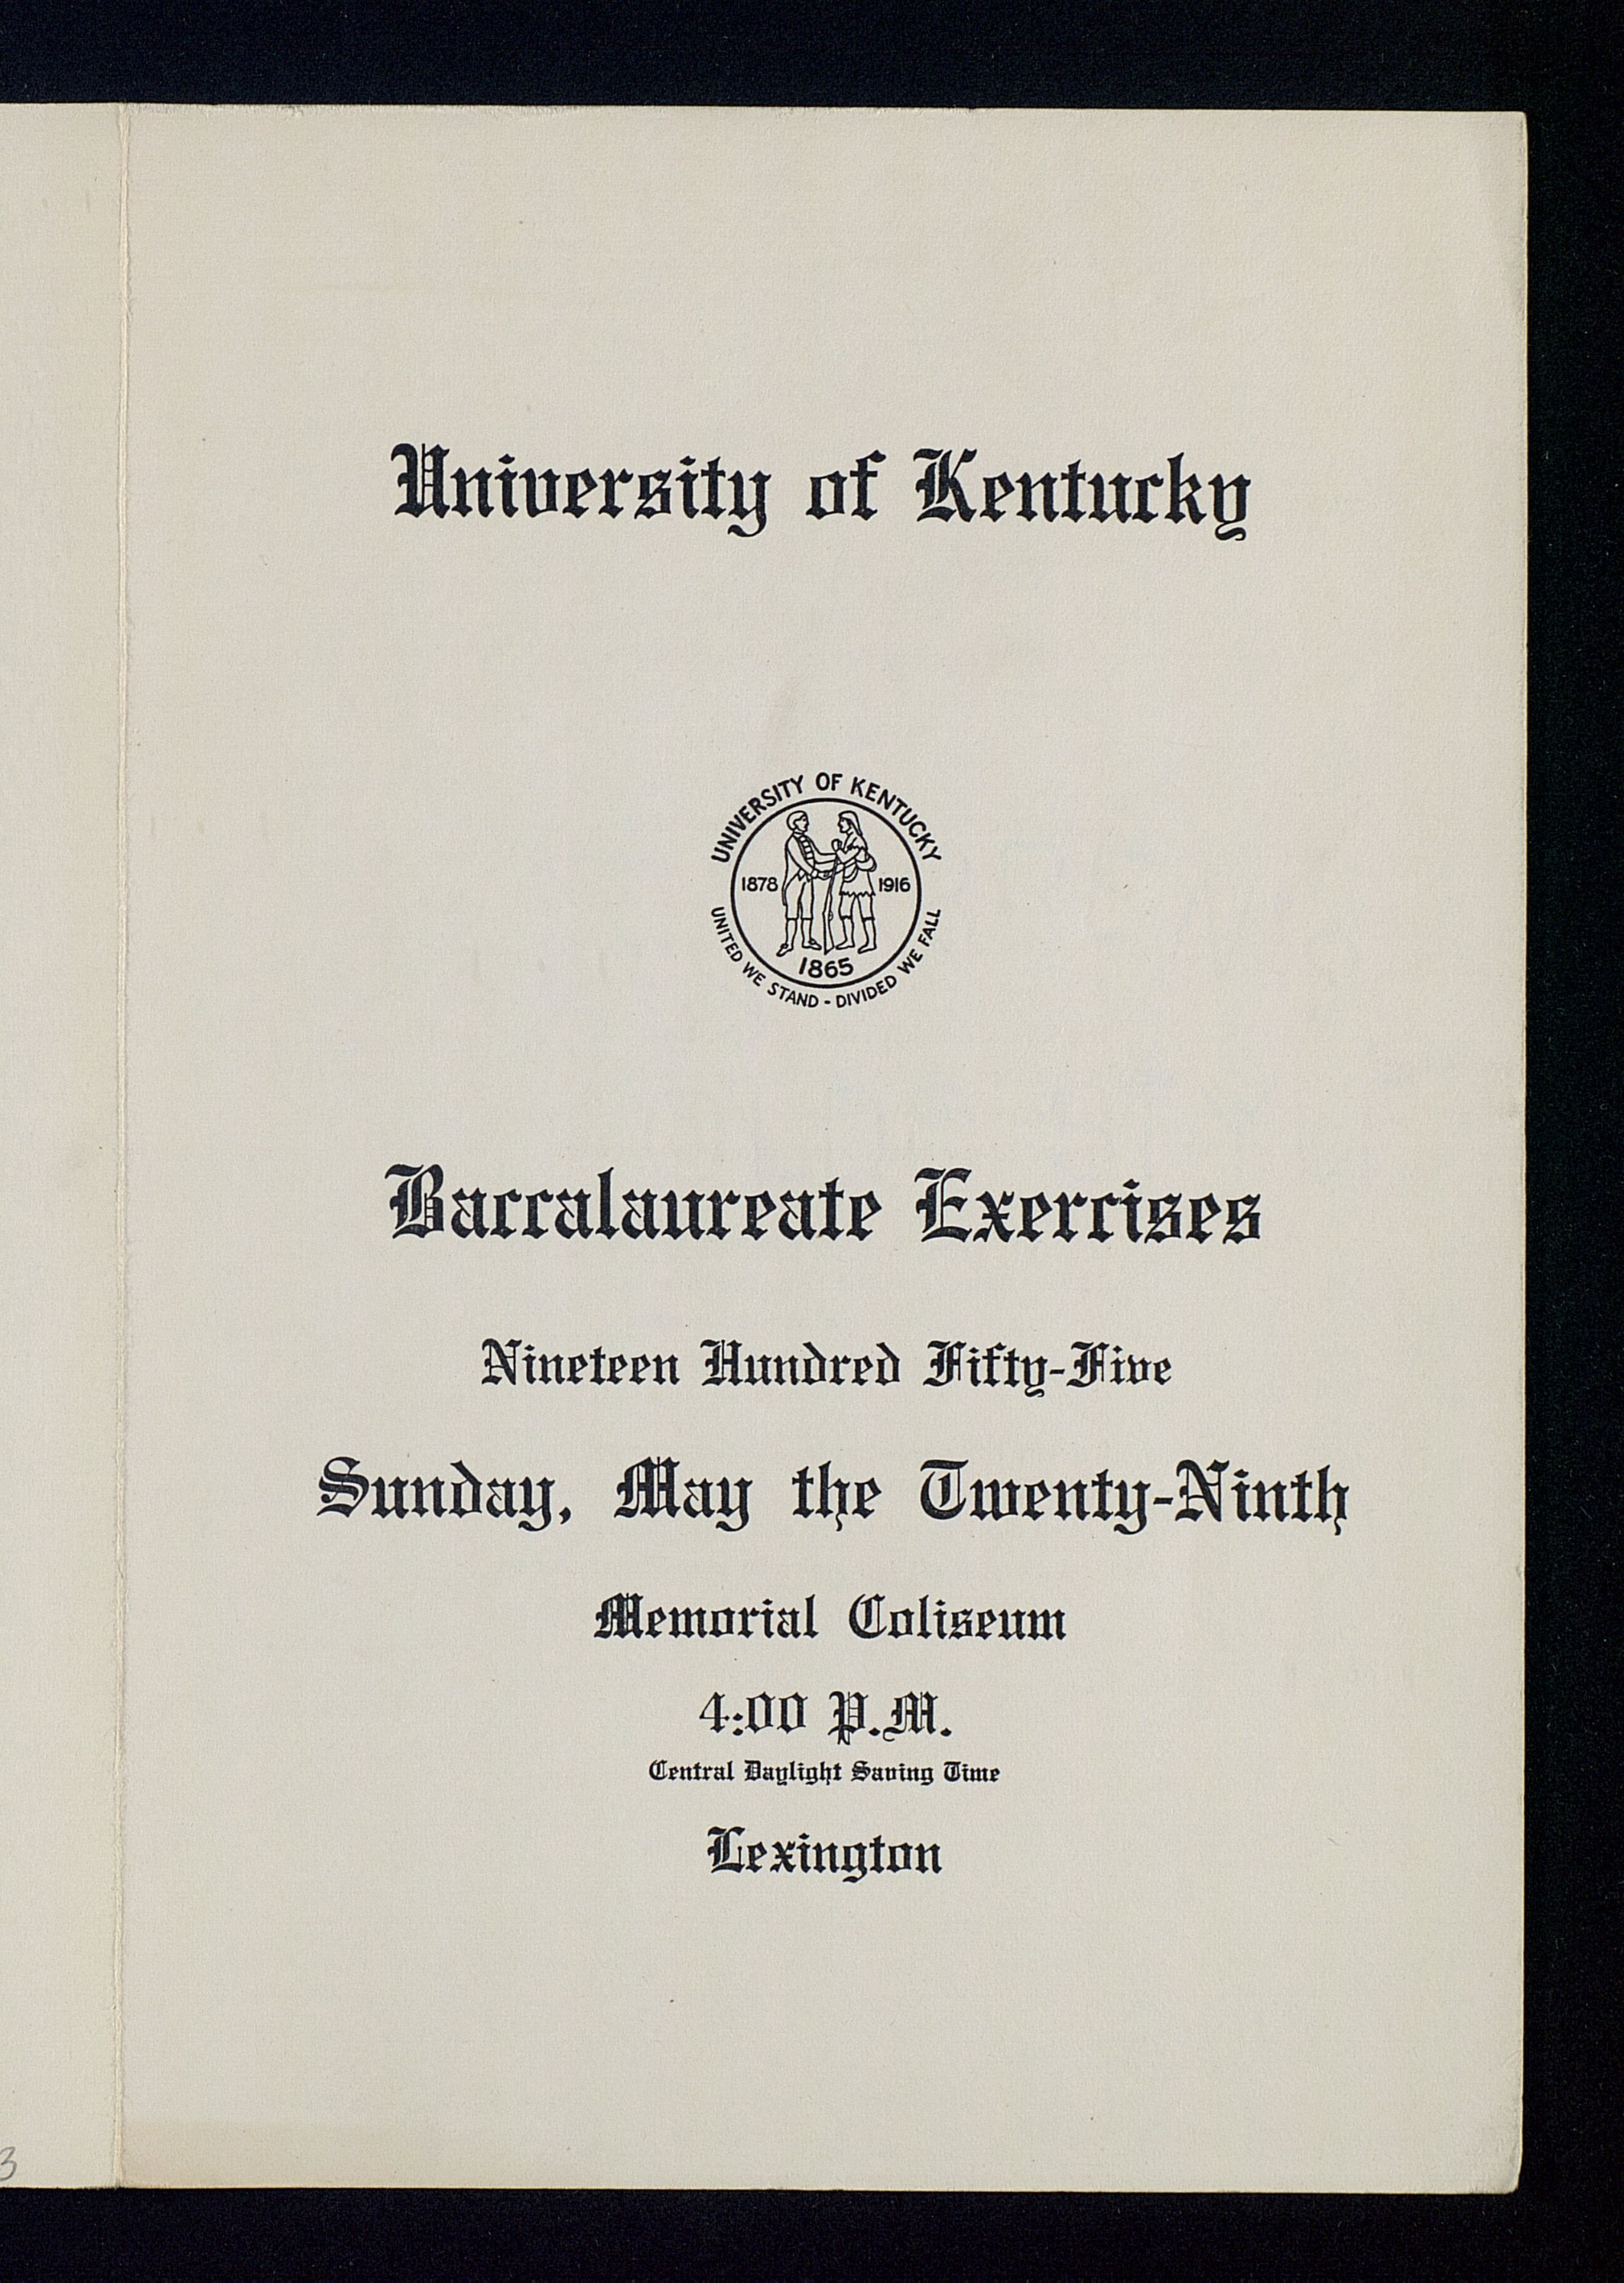 University of Kentucky
UNIVERSITY OF KENTUCKY
1878 1916
1865
UNITED WE STAND - DIVIDED WE FALL
Baccalaureate Exercises
Nineteen Hundred Fifty-Five
Sunday, May the Twenty-Ninth
Memorial Coliseum
4:00 P.M.
Central Daylight Saving Time
Lexington
3